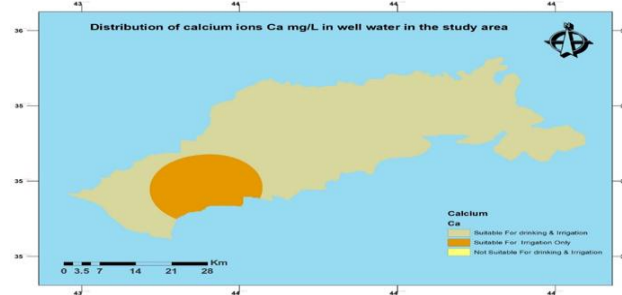 43 44 44 44
Distribution of calcium ions Ca mg/L in well water in the study area
36
35
35
35
Calcium
Ca
Suitable For drinking & Irrigation
Suitable For Irrigation Only
Not Suitable For drinking & Irrigation
Km
0 3.5 7 14 21 28
43 44 44 44